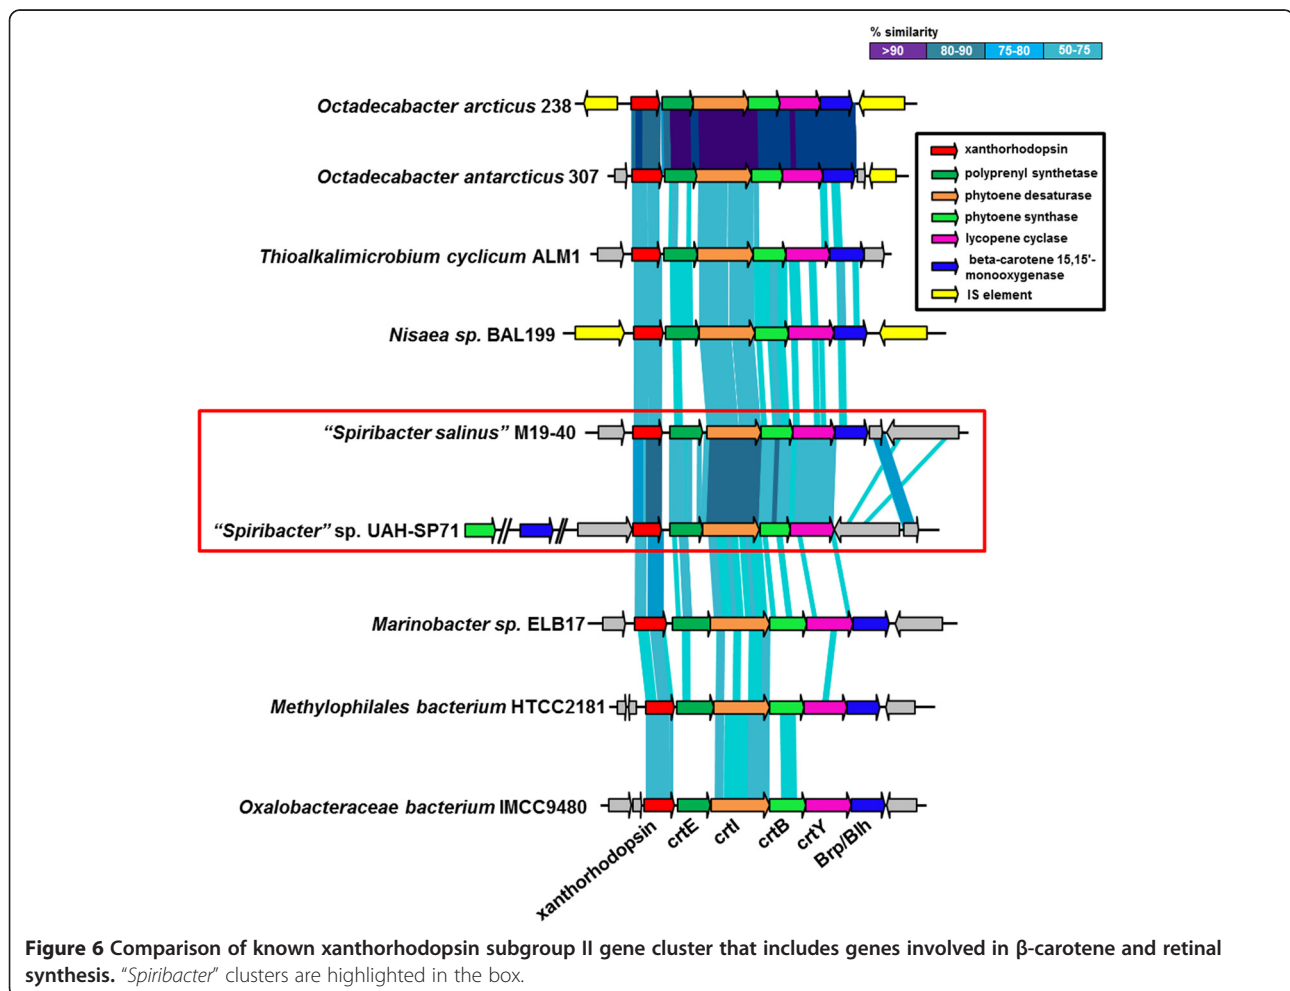 % similarity
>90 80-90 75-80 50-75
Octadecabacter arcticus 238
Octadecabacter antarcticus 307
Thioalkalimicrobium cyclicum ALM1
Nisaea sp. BAL199
“Spiribacter salinus” M19-40
“Spiribacter” sp. UAH-SP71
Marinobacter sp. ELB17
Methylophilales bacterium HTCC2181
Oxalobacteraceae bacterium IMCC9480
xanthorhodopsin
polyprenyl synthetase
phytoene desaturase
phytoene synthase
lycopene cyclase
beta-carotene 15,15'-
monooxygenase
IS element
xanthorhodopsin
crtE
crtI
crtB
crtY
Brp/Blh
Figure 6 Comparison of known xanthorhodopsin subgroup II gene cluster that includes genes involved in β-carotene and retinal
synthesis. “Spiribacter” clusters are highlighted in the box.